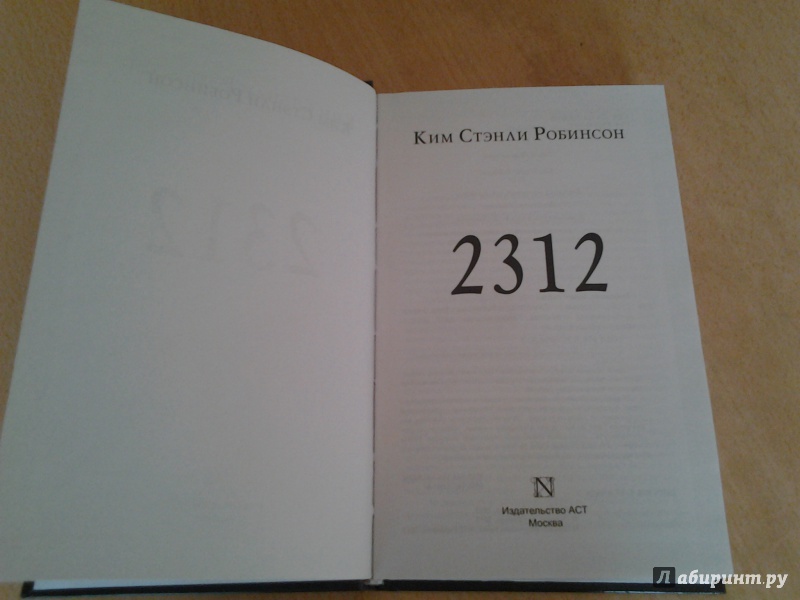 Ким Стэнли Робинсон
2312
N
Издательство АСТ
Москва
Лабиринт.ру